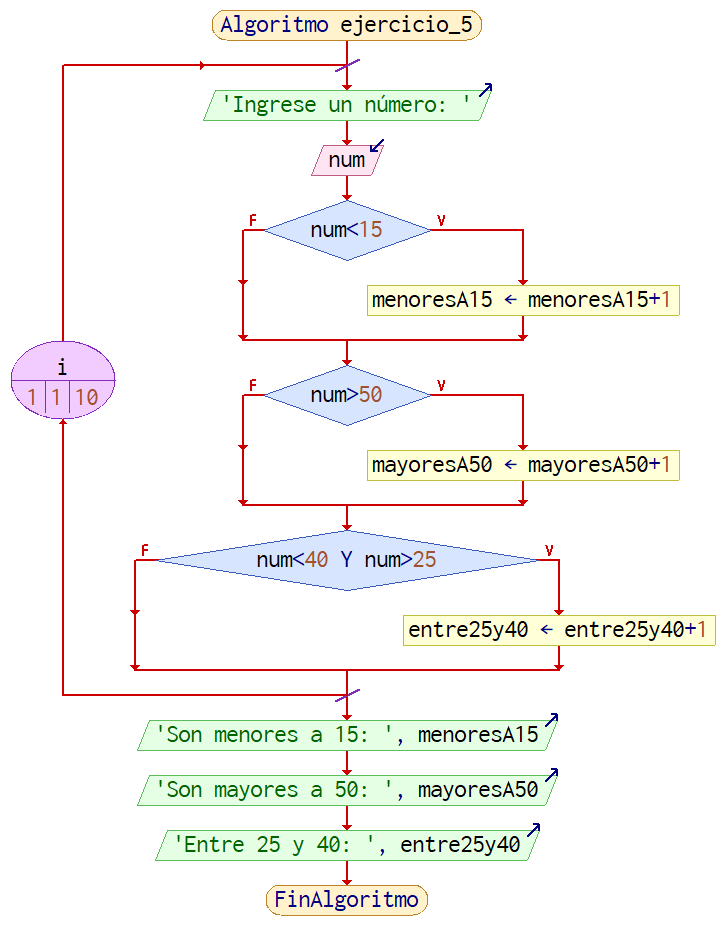 Algoritmo ejercicio_5
'Ingrese un número: '
num
F
V
num<15
menoresA15 ← menoresA15+1
i
1 1 10
F
V
num>50
mayoresA50 ← mayoresA50+1
F
V
num<40 Y num>25
entre25y40 ← entre25y40+1
'Son menores a 15: ', menoresA15
'Son mayores a 50: ', mayoresA50
'Entre 25 y 40: ', entre25y40
FinAlgoritmo